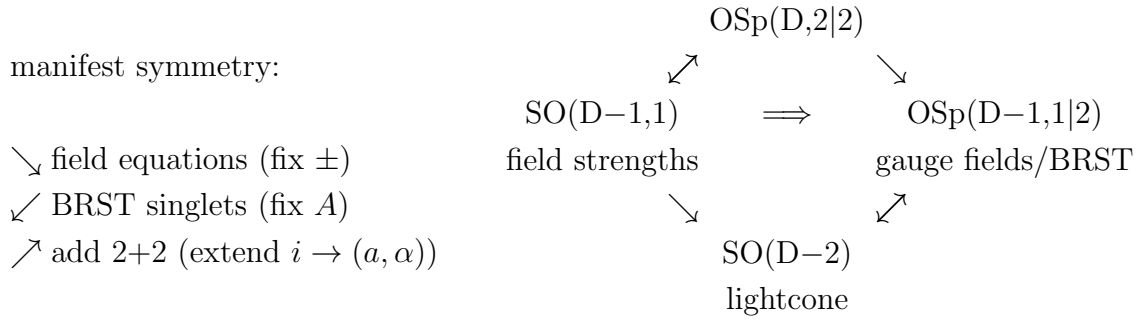 OSp(D,2|2)
manifest symmetry:
↙↗ ↘
SO(D−1,1) ⟹ OSp(D−1,1|2)
↘ field equations (fix ±) field strengths gauge fields/BRST
↙ BRST singlets (fix A) ↘ ↙↗
↗ add 2+2 (extend i → (a, α)) SO(D−2)
lightcone